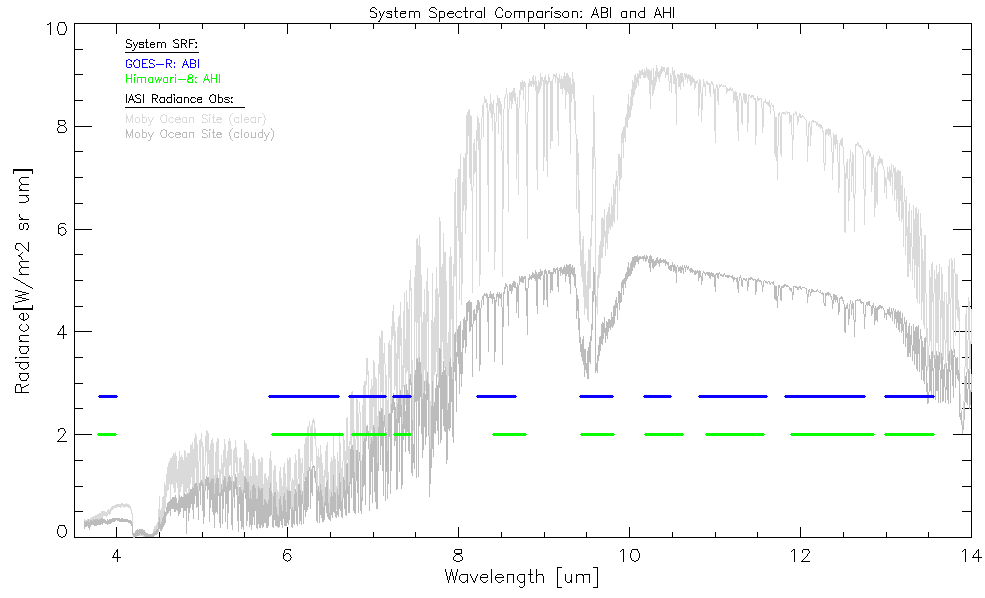 System Spectral Comparison: ABI and AHI
System SRF:
GOES-R: ABI
Himawari-8: AHI
IASI Radiance Obs:
Moby Ocean Site (clear)
Moby Ocean Site (cloudy)
Radiance[W/m^2 sr um]
10
8
6
4
2
0
4 6 8 10 12 14
Wavelength [um]